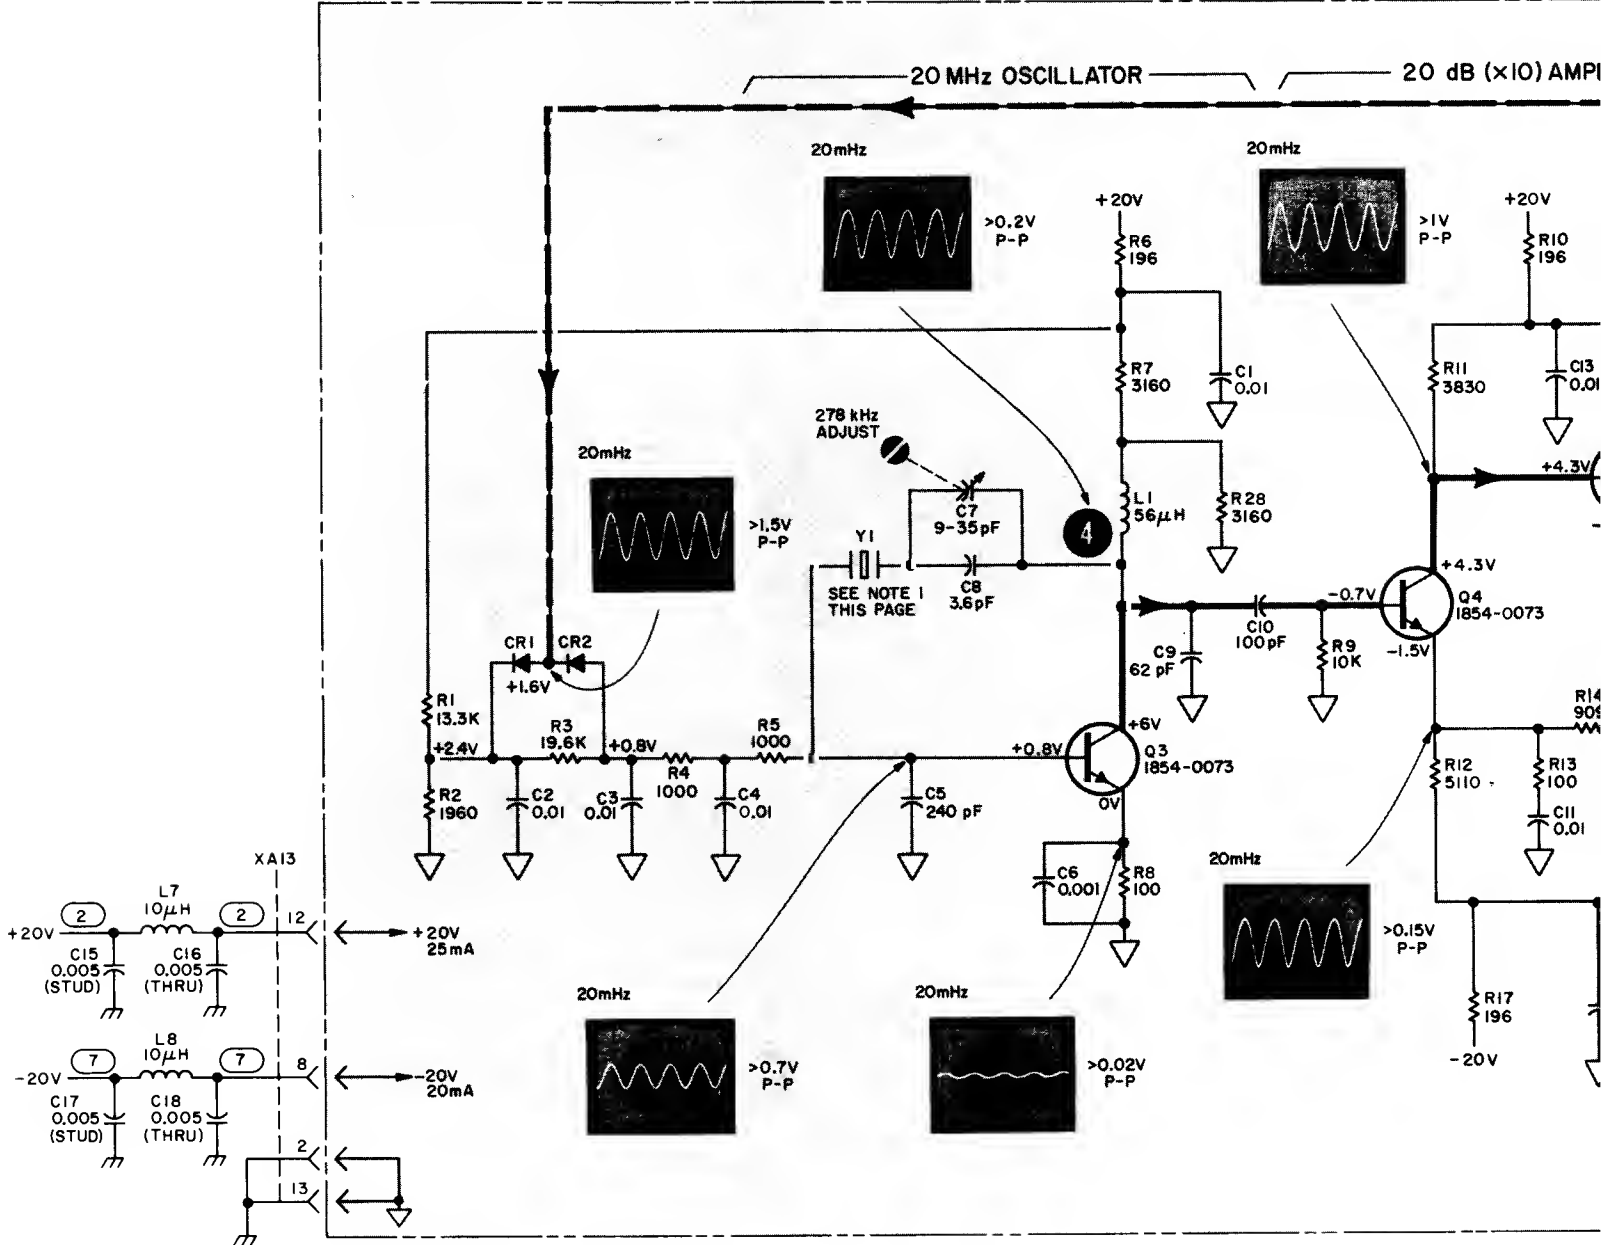 20 MHz OSCILLATOR
20 dB (×10) AMPI
20mHz
>0.2V
P-P
+20V
R6
196
20mHz
>1V
P-P
+20V
R10
196
R7
3160
C1
0.01
R11
3830
C13
0.01
278 kHz
ADJUST
C7
9-35pF
Y1
SEE NOTE 1
THIS PAGE
C8
3.6pF
4
L1
56µH
R28
3160
+4.3V
20mHz
>1.5V
P-P
CR1
CR2
+1.6V
C9
62 pF
C10
100pF
-0.7V
R9
10K
+4.3V
Q4
1854-0073
-1.5V
R1
13.3K
+2.4V
R3
19.6K
+0.8V
R4
1000
R5
1000
+0.8V
+6V
Q3
1854-0073
0V
R14
909
R12
5110
R13
100
C11
0.01
R2
1960
C2
0.01
C3
0.01
C4
0.01
C5
240 pF
C6
0.001
R8
100
20mHz
>0.15V
P-P
R17
196
-20V
XA13
L7
10µH
2
2
12
+20V
+20V
25mA
C15
0.005
(STUD)
C16
0.005
(THRU)
L8
10µH
7
7
8
-20V
-20V
20mA
C17
0.005
(STUD)
C18
0.005
(THRU)
2
13
20mHz
>0.7V
P-P
20mHz
>0.02V
P-P